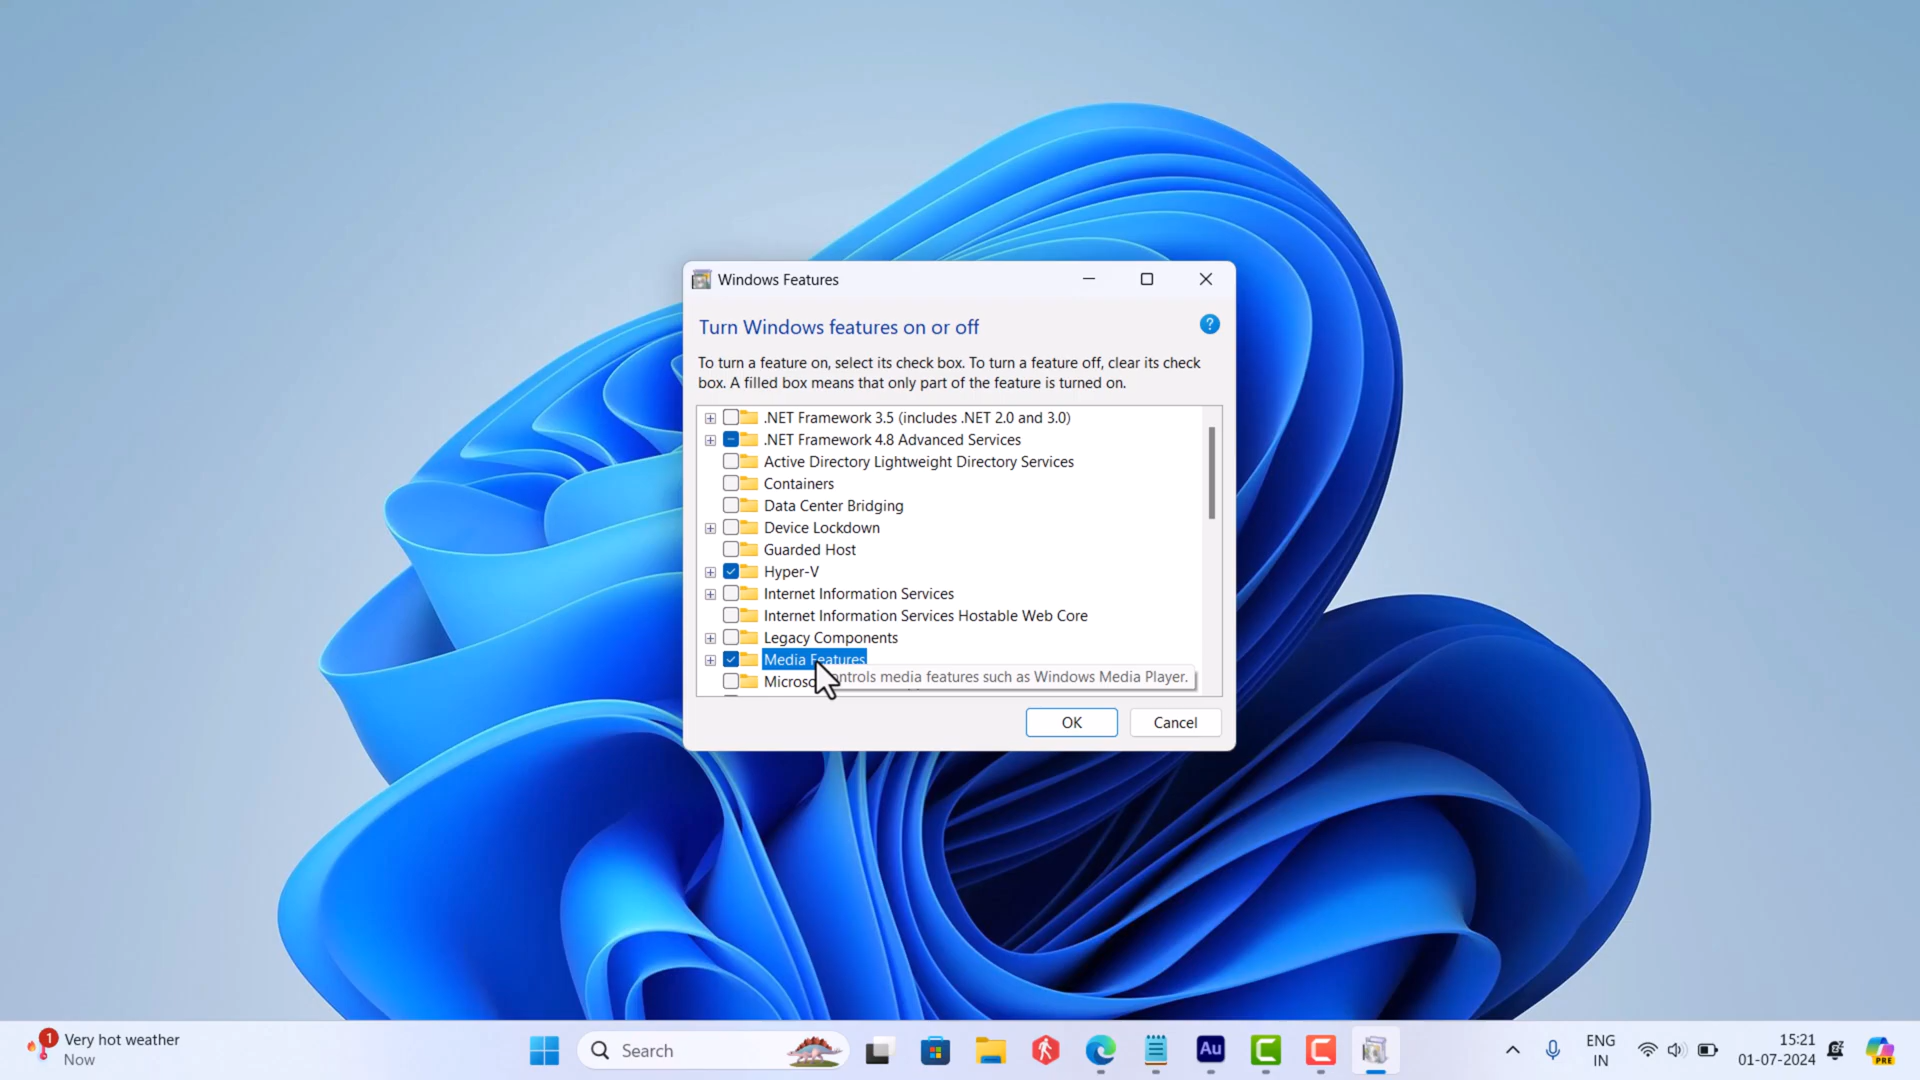 Windows Features
Turn Windows features on or off
?
To turn a feature on, select its check box. To turn a feature off, clear its check
box. A filled box means that only part of the feature is turned on.
.NET Framework 3.5 (includes .NET 2.0 and 3.0)
.NET Framework 4.8 Advanced Services
Active Directory Lightweight Directory Services
Containers
Data Center Bridging
Device Lockdown
Guarded Host
Hyper-V
Internet Information Services
Internet Information Services Hostable Web Core
Legacy Components
Media Features
media features such as Windows Media Player.
OK
Cancel
1
Very hot weather
Now
Search
Au
ENG
IN
15:21
01-07-2024
PRE